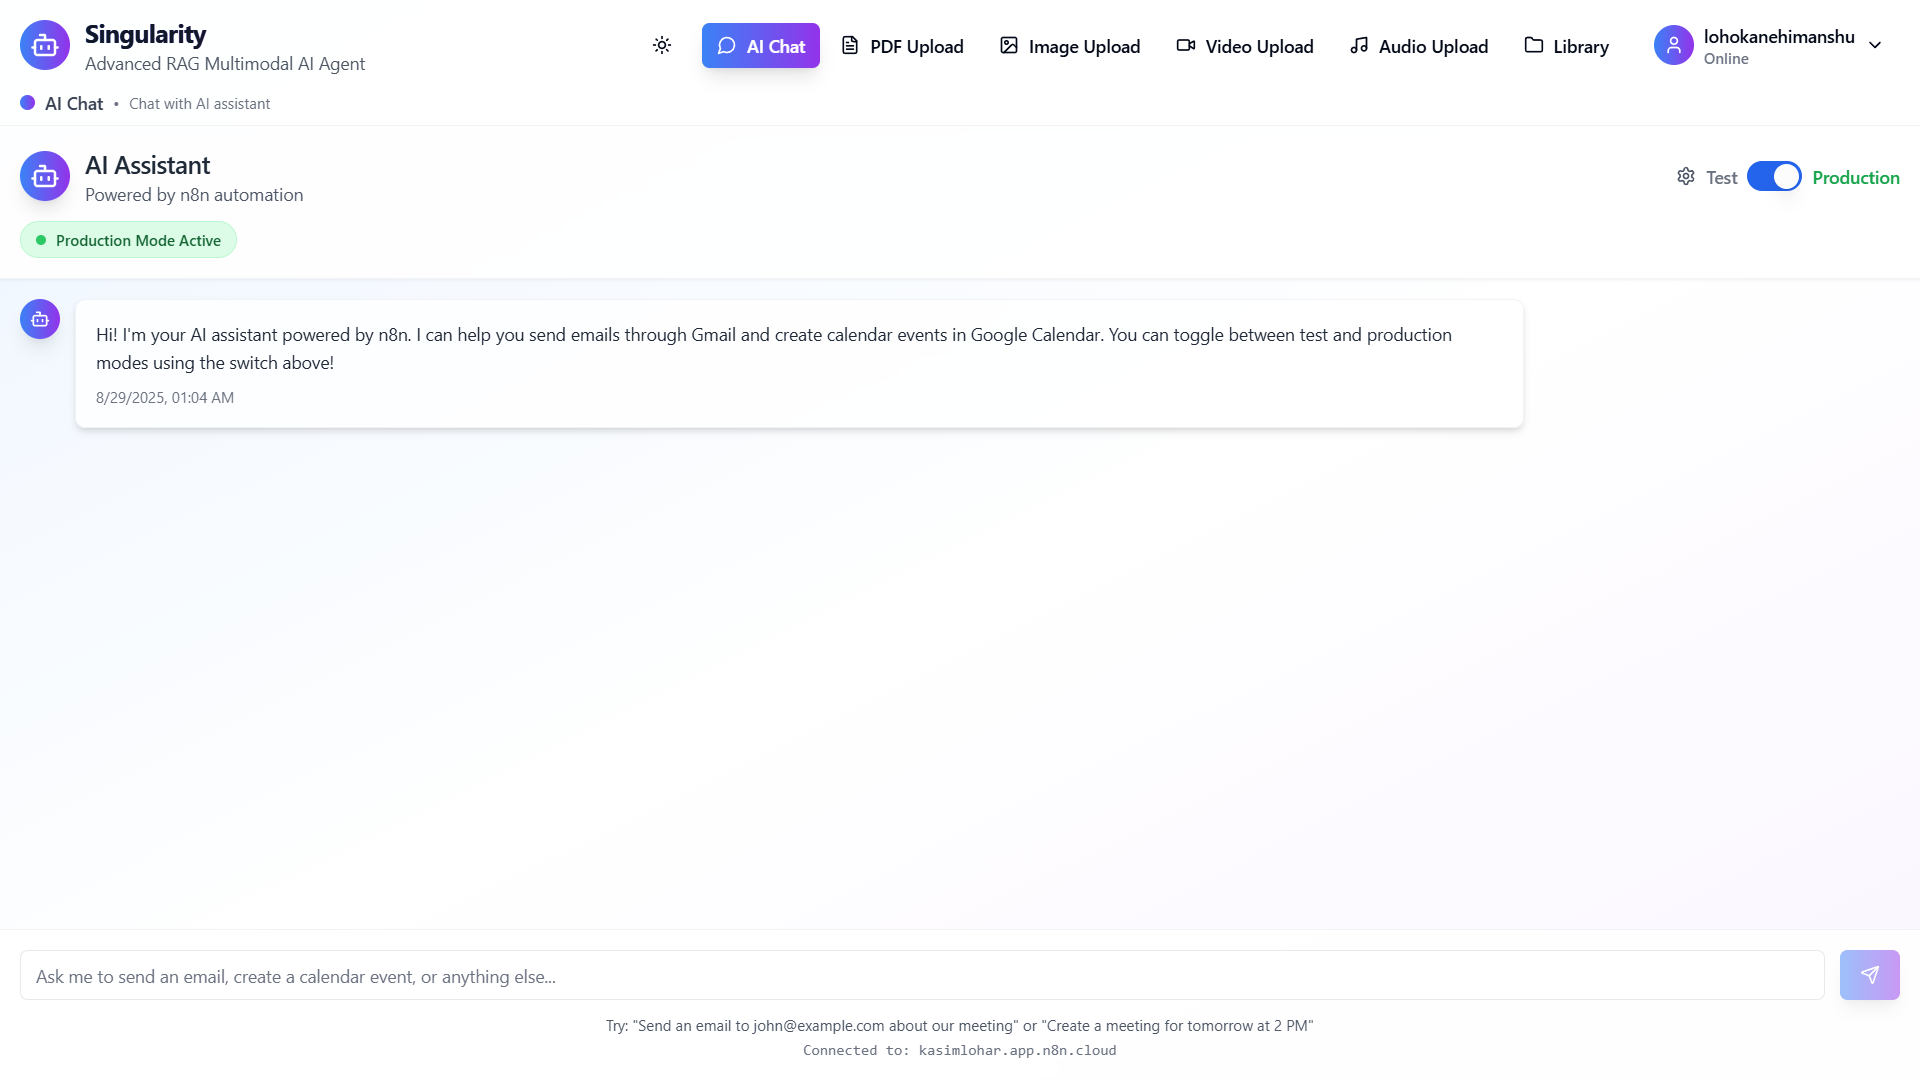 Singularity
Advanced RAG Multimodal AI Agent
AI Chat
PDF Upload
Image Upload
Video Upload
Audio Upload
Library
lohokanehimanshu
Online
AI Chat • Chat with AI assistant
AI Assistant
Powered by n8n automation
Test
Production
Production Mode Active
Hi! I'm your AI assistant powered by n8n. I can help you send emails through Gmail and create calendar events in Google Calendar. You can toggle between test and production
modes using the switch above!
8/29/2025, 01:04 AM
Ask me to send an email, create a calendar event, or anything else...
Try: "Send an email to john@example.com about our meeting" or "Create a meeting for tomorrow at 2 PM"
Connected to: kasimlohar.app.n8n.cloud